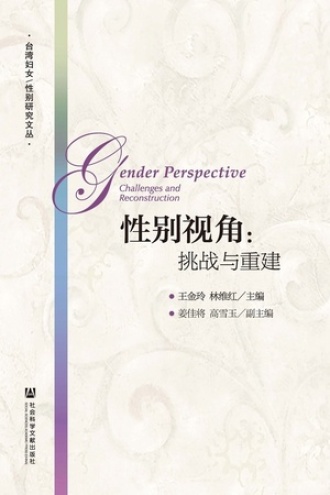 ·台湾妇女/性别研究文丛·
Gender Perspective
Challenges and
Reconstruction
性别视角：
挑战与重建
● 王金玲 林维红／主编
● 姜佳将 高雪玉／副主编
社会科学文献出版社